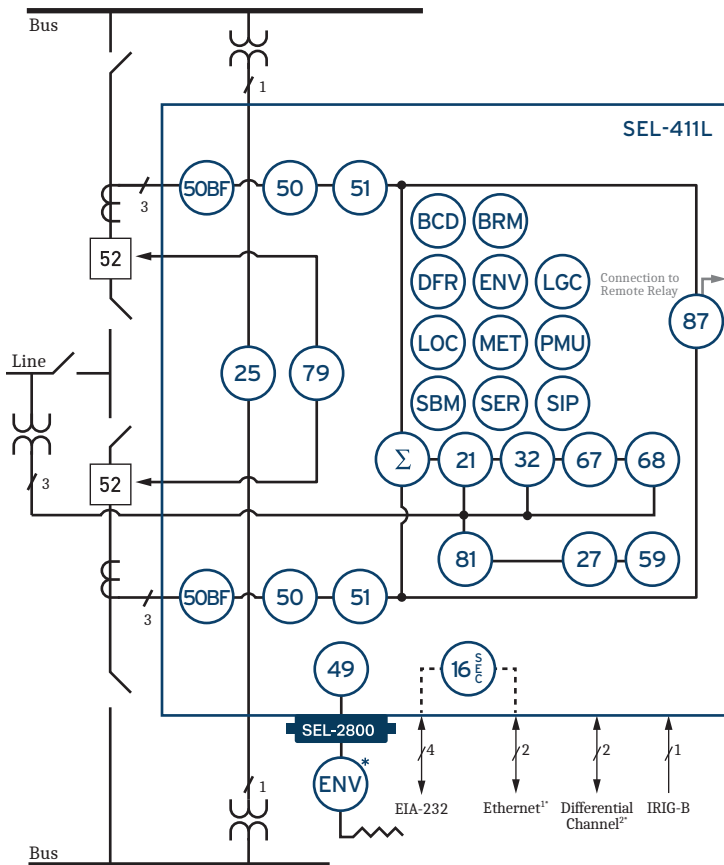 Bus
1
SEL-411L
50BF
50
51
3
BCD
BRM
52
DFR
ENV
LGC
Connection to
Remote Relay
87
LOC
MET
PMU
Line
25
79
SBM
SER
SIP
Σ
21
32
67
68
3
52
81
27
59
50BF
50
51
3
49
16 SEC
SEL-2800
4
2
2
1
ENV*
1
EIA-232
Ethernet1*
Differential
Channel2*
IRIG-B
Bus